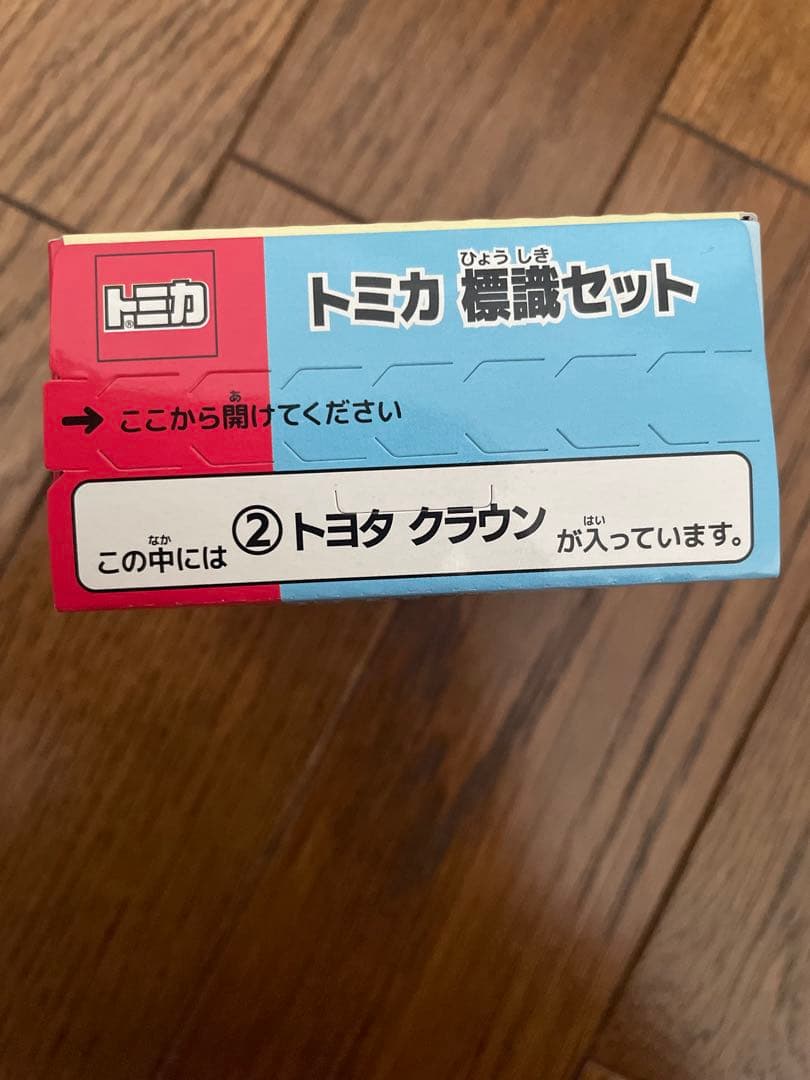 トミカ®
トミカ 標識セット
ひょう しき
→ ここから開けてください
あ
この中には ②トヨタ クラウン が入っています。
なか
はい